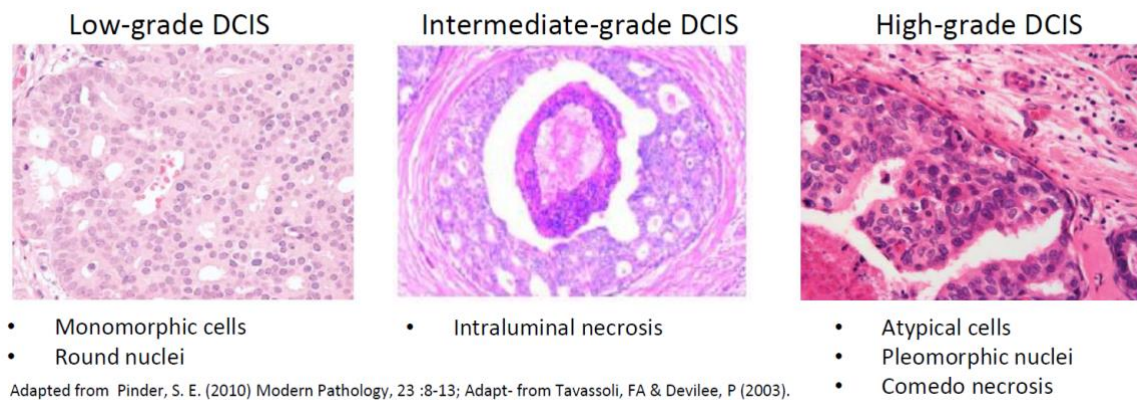 Low-grade DCIS
Intermediate-grade DCIS
High-grade DCIS
• Monomorphic cells
• Round nuclei
• Intraluminal necrosis
• Atypical cells
• Pleomorphic nuclei
• Comedo necrosis
Adapted from Pinder, S. E. (2010) Modern Pathology, 23 :8-13; Adapt- from Tavassoli, FA & Devilee, P (2003).